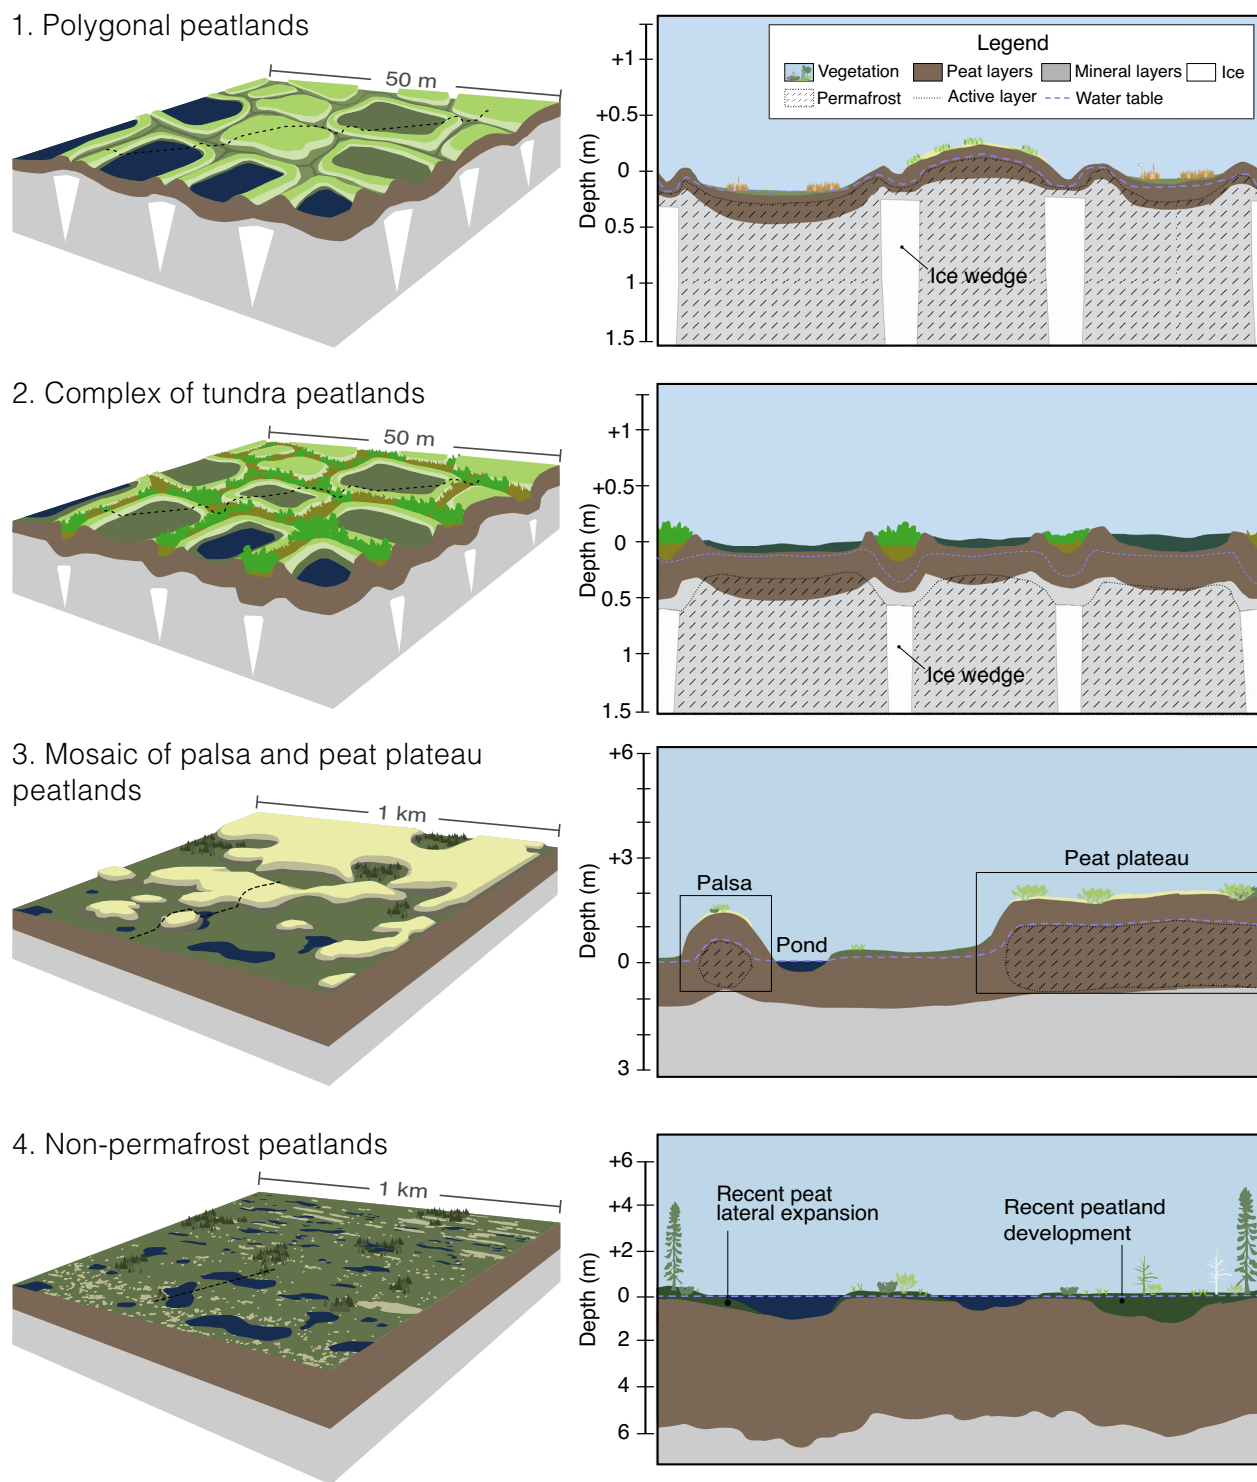 1. Polygonal peatlands
50 m
Depth (m)
+1
+0.5
0
0.5
1
1.5
Legend
Vegetation
Peat layers
Mineral layers
Ice
Permafrost
Active layer
Water table
Ice wedge
2. Complex of tundra peatlands
50 m
Depth (m)
+1
+0.5
0
0.5
1
1.5
Ice wedge
3. Mosaic of palsa and peat plateau
peatlands
1 km
Depth (m)
+6
+3
0
3
Palsa
Pond
Peat plateau
4. Non-permafrost peatlands
1 km
Depth (m)
+6
+4
+2
0
2
4
6
Recent peat
lateral expansion
Recent peatland
development